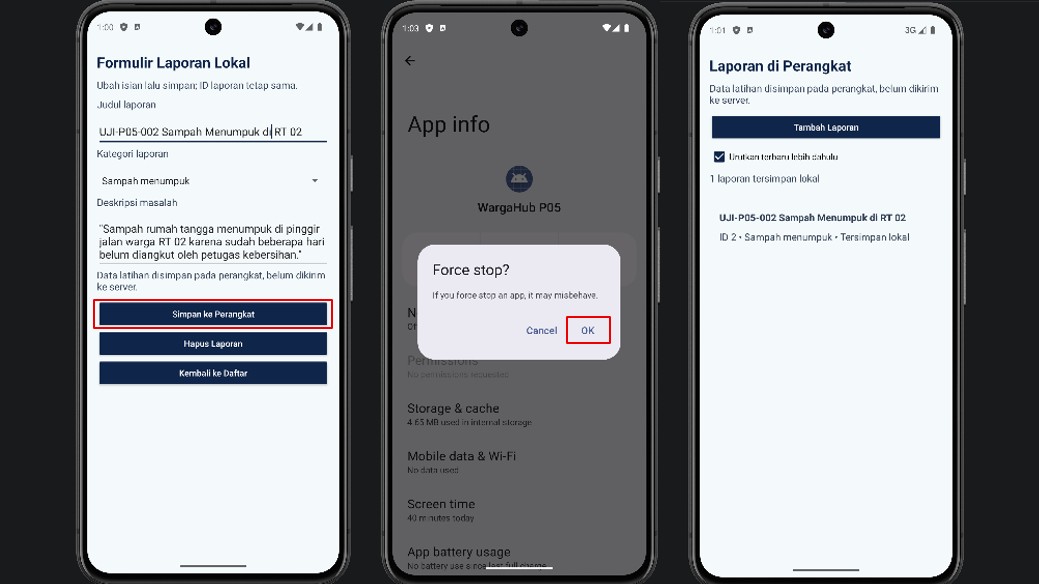 1:00
Formulir Laporan Lokal
Ubah isian lalu simpan; ID laporan tetap sama.
Judul laporan
UJI-P05-002 Sampah Menumpuk di RT 02
Kategori laporan
Sampah menumpuk
Deskripsi masalah
"Sampah rumah tangga menumpuk di pinggir
jalan warga RT 02 karena sudah beberapa hari
belum diangkut oleh petugas kebersihan."
Data latihan disimpan pada perangkat, belum dikirim
ke server.
Simpan ke Perangkat
Hapus Laporan
Kembali ke Daftar
1:03
App info
WargaHub P05
Force stop?
If you force stop an app, it may misbehave.
Cancel
OK
Permissions
No permissions requested
Storage & cache
4.65 MB used in internal storage
Mobile data & Wi-Fi
No data used
Screen time
40 minutes today
App battery usage
No battery use since last full charge
1:01
3G
Laporan di Perangkat
Data latihan disimpan pada perangkat, belum dikirim
ke server.
Tambah Laporan
Urutkan terbaru lebih dahulu
1 laporan tersimpan lokal
UJI-P05-002 Sampah Menumpuk di RT 02
ID 2 • Sampah menumpuk • Tersimpan lokal